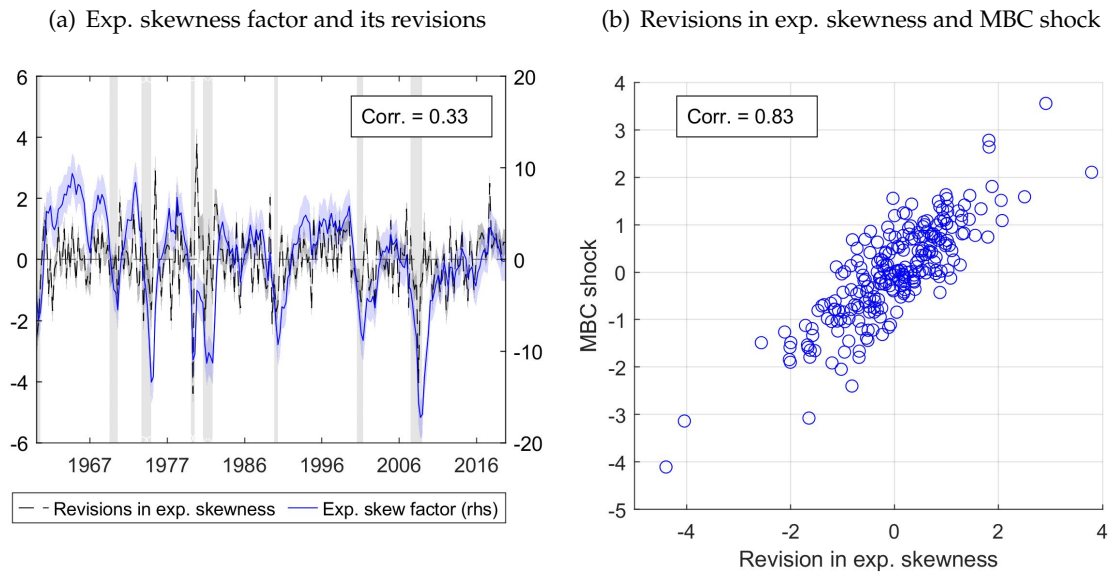 (a) Exp. skewness factor and its revisions
6
4
2
0
-2
-4
-6
20
10
0
-10
-20
Corr. = 0.33
1967 1977 1986 1996 2006 2016
Revisions in exp. skewness Exp. skew factor (rhs)
(b) Revisions in exp. skewness and MBC shock
4
3
2
1
0
-1
-2
-3
-4
-5
Corr. = 0.83
MBC shock
-4 -2 0 2 4
Revision in exp. skewness